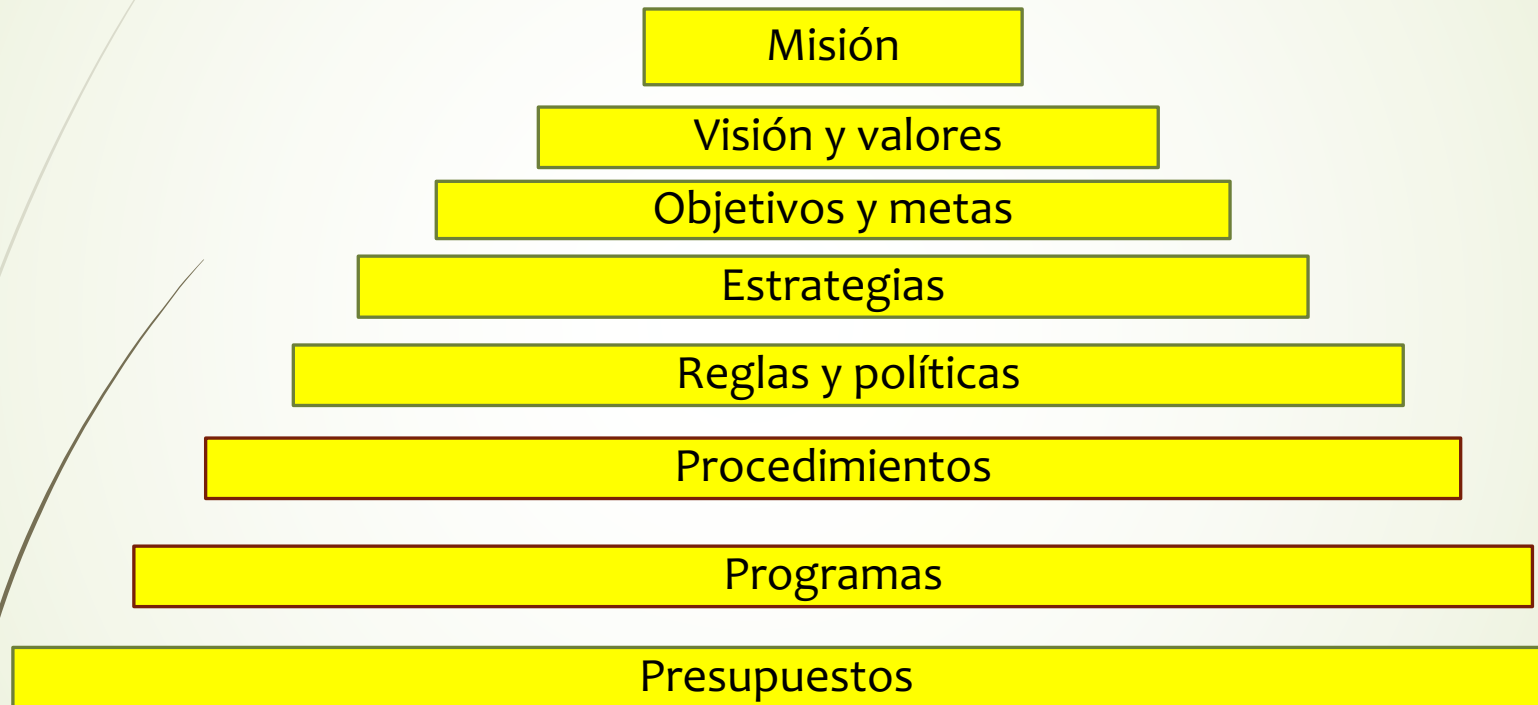 Misión
Visión y valores
Objetivos y metas
Estrategias
Reglas y políticas
Procedimientos
Programas
Presupuestos